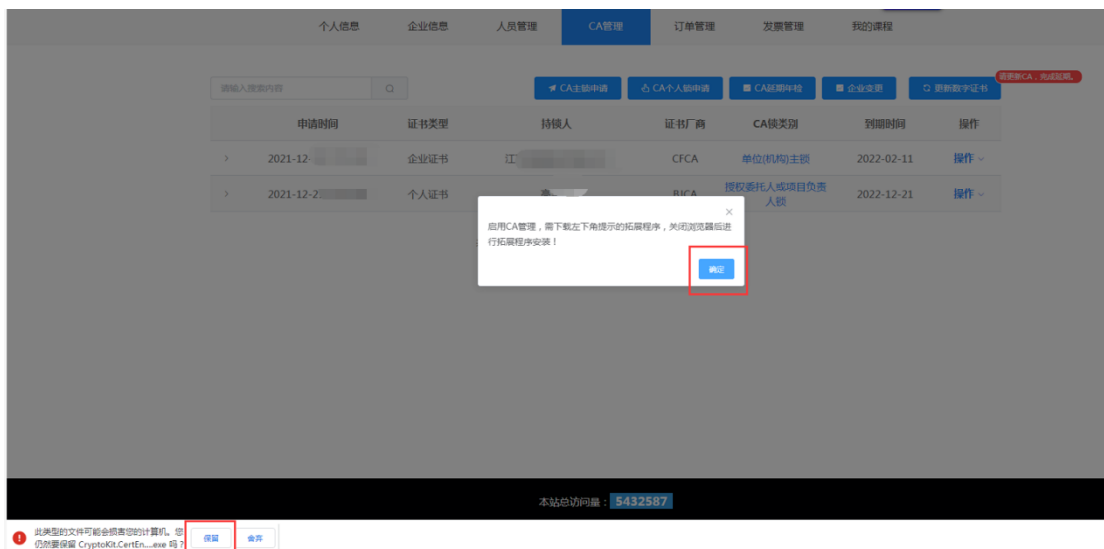 个人信息 企业信息 人员管理 CA管理 订单管理 发票管理 我的课程
请更新CA，完成延期。
请输入搜索内容 CA主锁申请 CA个人锁申请 CA延期年检 企业变更 更新数字证书
申请时间 证书类型 持锁人 证书厂商 CA锁类别 到期时间 操作
2021-12- 企业证书 江 CFCA 单位(机构)主锁 2022-02-11 操作
2021-12-2 个人证书 BJCA 授权委托人或项目负责 2022-12-21 操作
人锁
启用CA管理，需下载左下角提示的拓展程序，关闭浏览器后进
行拓展程序安装！
确定
本站总访问量： 5432587
此类型的文件可能会损害您的计算机。您
仍然要保留 CryptoKit.CertEn....exe 吗？ 保留 舍弃